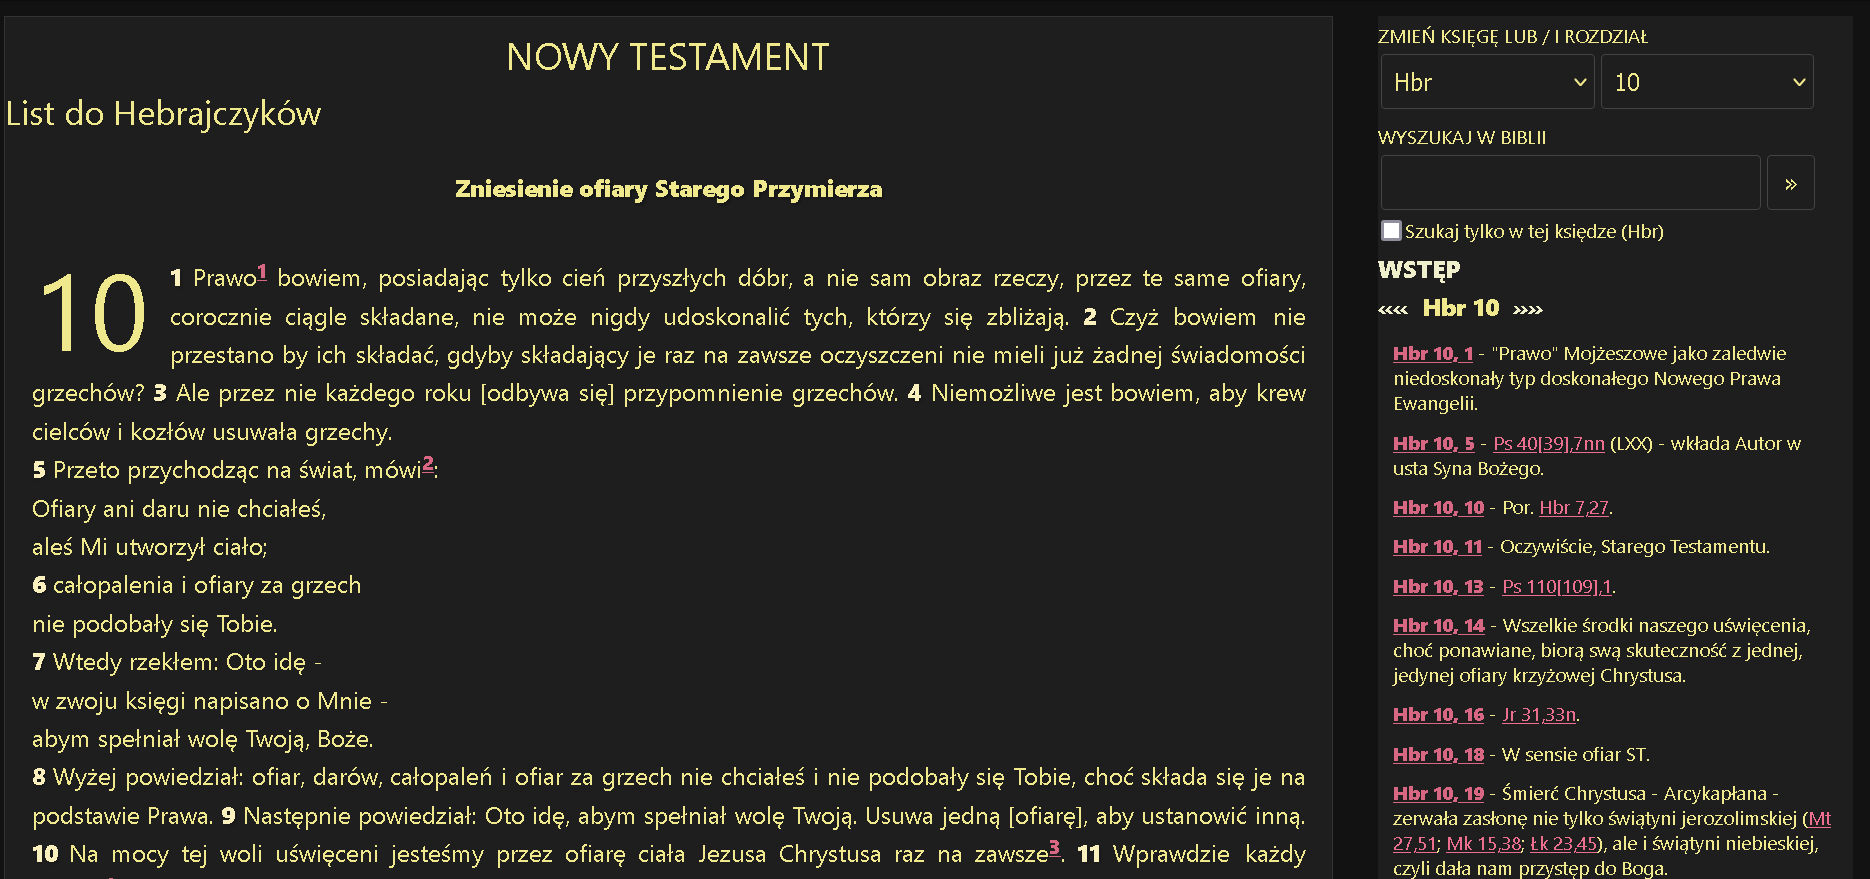 NOWY TESTAMENT
List do Hebrajczyków
Zniesienie ofiary Starego Przymierza
10
1 Prawo1 bowiem, posiadając tylko cień przyszłych dóbr, a nie sam obraz rzeczy, przez te same ofiary,
corocznie ciągle składane, nie może nigdy udoskonalić tych, którzy się zbliżają. 2 Czyż bowiem nie
przestano by ich składać, gdyby składający je raz na zawsze oczyszczeni nie mieli już żadnej świadomości
grzechów? 3 Ale przez nie każdego roku [odbywa się] przypomnienie grzechów. 4 Niemożliwe jest bowiem, aby krew
cielców i kozłów usuwała grzechy.
5 Przeto przychodząc na świat, mówi2:
Ofiary ani daru nie chciałeś,
aleś Mi utworzył ciało;
6 całopalenia i ofiary za grzech
nie podobały się Tobie.
7 Wtedy rzekłem: Oto idę -
w zwoju księgi napisano o Mnie -
abym spełniał wolę Twoją, Boże.
8 Wyżej powiedział: ofiar, darów, całopaleń i ofiar za grzech nie chciałeś i nie podobały się Tobie, choć składa się je na
podstawie Prawa. 9 Następnie powiedział: Oto idę, abym spełniał wolę Twoją. Usuwa jedną [ofiarę], aby ustanowić inną.
10 Na mocy tej woli uświęceni jesteśmy przez ofiarę ciała Jezusa Chrystusa raz na zawsze3. 11 Wprawdzie każdy
ZMIEŃ KSIĘGĘ LUB / I ROZDZIAŁ
Hbr 10
WYSZUKAJ W BIBLII
»
Szukaj tylko w tej księdze (Hbr)
WSTĘP
«« Hbr 10 »»
Hbr 10, 1 - "Prawo" Mojżeszowe jako zaledwie
niedoskonały typ doskonałego Nowego Prawa
Ewangelii.
Hbr 10, 5 - Ps 40[39],7nn (LXX) - wkłada Autor w
usta Syna Bożego.
Hbr 10, 10 - Por. Hbr 7,27.
Hbr 10, 11 - Oczywiście, Starego Testamentu.
Hbr 10, 13 - Ps 110[109],1.
Hbr 10, 14 - Wszelkie środki naszego uświęcenia,
choć ponawiane, biorą swą skuteczność z jednej,
jedynej ofiary krzyżowej Chrystusa.
Hbr 10, 16 - Jr 31,33n.
Hbr 10, 18 - W sensie ofiar ST.
Hbr 10, 19 - Śmierć Chrystusa - Arcykapłana -
zerwała zasłonę nie tylko świątyni jerozolimskiej (Mt
27,51; Mk 15,38; Łk 23,45), ale i świątyni niebieskiej,
czyli dała nam przystęp do Boga.